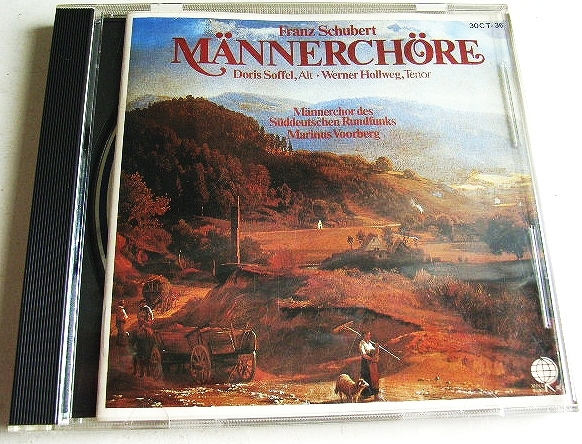 Franz Schubert
30CT-36
MÄNNERCHÖRE
Doris Soffel, Alt · Werner Hollweg, Tenor
Männerchor des
Süddeutschen Rundfunks
Marinus Voorberg